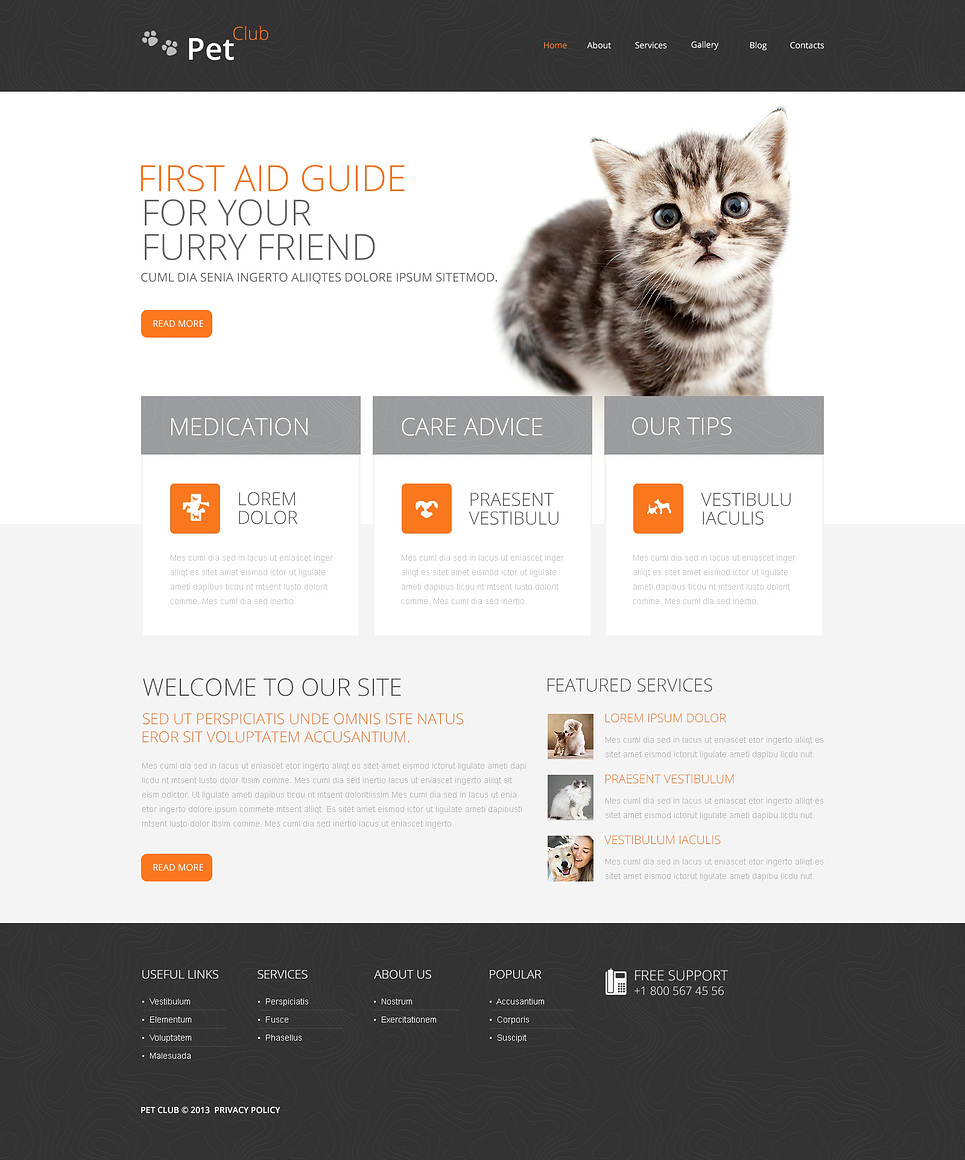 Pet Club
Home About Services Gallery Blog Contacts
FIRST AID GUIDE
FOR YOUR
FURRY FRIEND
CUML DIA SENIA INGERTO ALIIQTES DOLORE IPSUM SITETMOD.
READ MORE
MEDICATION
LOREM
DOLOR
Mes cuml dia sed in lacus ut eniascet inger
aliiqt es sitet amet eismod ictor ut ligulate
ameti dapibus ticdu nt mtsent lusto dolorit
comme. Mes cuml dia sed inertio.
CARE ADVICE
PRAESENT
VESTIBULU
Mes cuml dia sed in lacus ut eniascet inger
aliiqt es sitet amet eismod ictor ut ligulate
ameti dapibus ticdu nt mtsent lusto dolorit
comme. Mes cuml dia sed inertio.
OUR TIPS
VESTIBULU
IACULIS
Mes cuml dia sed in lacus ut eniascet inger
aliiqt es sitet amet eismod ictor ut ligulate
ameti dapibus ticdu nt mtsent lusto dolorit
comme. Mes cuml dia sed inertio.
WELCOME TO OUR SITE
SED UT PERSPICIATIS UNDE OMNIS ISTE NATUS
EROR SIT VOLUPTATEM ACCUSANTIUM.
Mes cuml dia sed in lacus ut eniascet etor ingerto aliiqt es sitet amet eismod ictorut ligulate ameti dapi
licdu nt mtsent lusto dolor ltisim comme. Mes cuml dia sed inertio lacus ut eniascet ingerto aliiqt sit
eism odictor. Ut ligulate ameti dapibus ticdu nt mtsent doloritiissim.Mes cuml dia sed in lacus ut enia
etor ingerto dolore ipsum commete mtsent aliiqt. Es sitet amet eismod ictor ut ligulate ameti dapibusti
mtsent lusto dolor ltisim comme. Mes cuml dia sed inertio lacus ut eniascet ingerto.
READ MORE
FEATURED SERVICES
LOREM IPSUM DOLOR
Mes cuml dia sed in lacus ut eniascet etor ingerto aliiqt es
sitet amet eismod ictorut ligulate ameti dapibu licdu nut.
PRAESENT VESTIBULUM
Mes cuml dia sed in lacus ut eniascet etor ingerto aliiqt es
sitet amet eismod ictorut ligulate ameti dapibu licdu nut.
VESTIBULUM IACULIS
Mes cuml dia sed in lacus ut eniascet etor ingerto aliiqt es
sitet amet eismod ictorut ligulate ameti dapibu licdu nut.
USEFUL LINKS
• Vestibulum
• Elementum
• Voluptatem
• Malesuada
SERVICES
• Perspiciatis
• Fusce
• Phasellus
ABOUT US
• Nostrum
• Exercitationem
POPULAR
• Accusantium
• Corporis
• Suscipit
FREE SUPPORT
+1 800 567 45 56
PET CLUB © 2013 PRIVACY POLICY